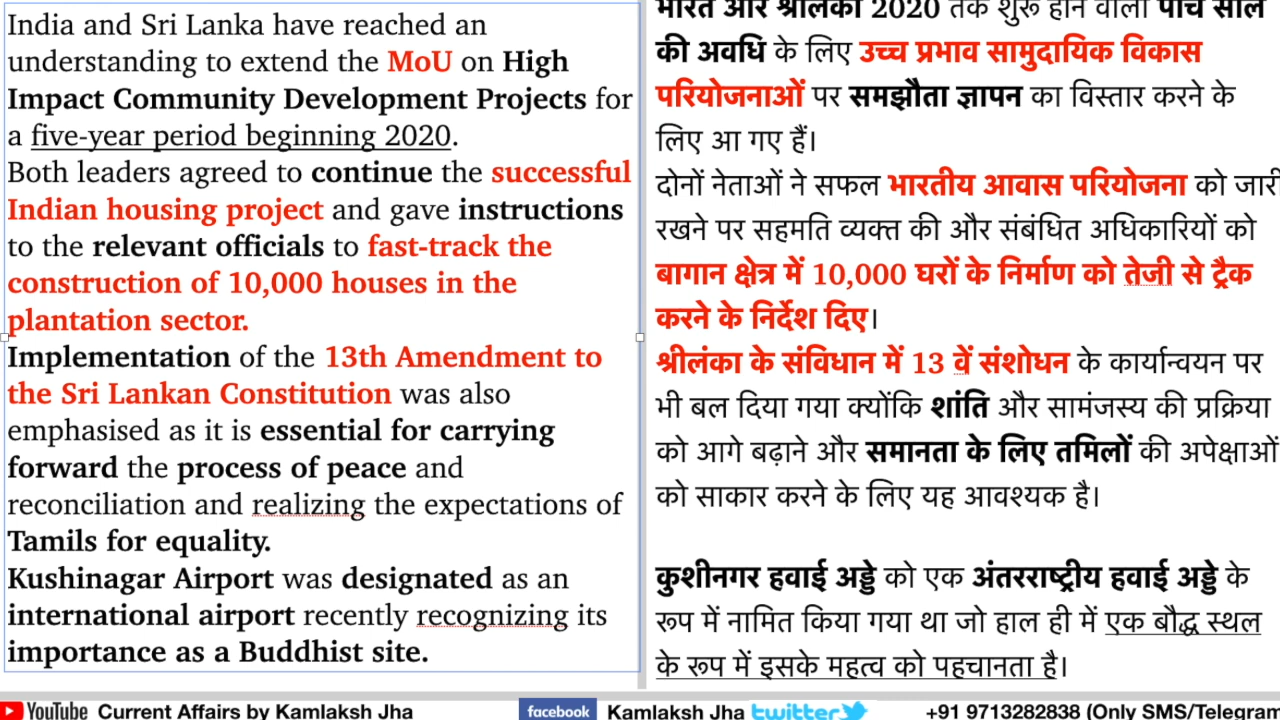 India and Sri Lanka have reached an
understanding to extend the MoU on High
Impact Community Development Projects for
a five-year period beginning 2020.
Both leaders agreed to continue the successful
Indian housing project and gave instructions
to the relevant officials to fast-track the
construction of 10,000 houses in the
plantation sector.
Implementation of the 13th Amendment to
the Sri Lankan Constitution was also
emphasised as it is essential for carrying
forward the process of peace and
reconciliation and realizing the expectations of
Tamils for equality.
Kushinagar Airport was designated as an
international airport recently recognizing its
importance as a Buddhist site.
भारत और श्रीलंका 2020 तक शुरू होने वाली पांच साल
की अवधि के लिए उच्च प्रभाव सामुदायिक विकास
परियोजनाओं पर समझौता ज्ञापन का विस्तार करने के
लिए आ गए हैं।
दोनों नेताओं ने सफल भारतीय आवास परियोजना को जारी
रखने पर सहमति व्यक्त की और संबंधित अधिकारियों को
बागान क्षेत्र में 10,000 घरों के निर्माण को तेजी से ट्रैक
करने के निर्देश दिए।
श्रीलंका के संविधान में 13 वें संशोधन के कार्यान्वयन पर
भी बल दिया गया क्योंकि शांति और सामंजस्य की प्रक्रिया
को आगे बढ़ाने और समानता के लिए तमिलों की अपेक्षाओं
को साकार करने के लिए यह आवश्यक है।
कुशीनगर हवाई अड्डे को एक अंतरराष्ट्रीय हवाई अड्डे के
रूप में नामित किया गया था जो हाल ही में एक बौद्ध स्थल
के रूप में इसके महत्व को पहचानता है।
YouTube Current Affairs by Kamlaksh Jha facebook Kamlaksh Jha twitter +91 9713282838 (Only SMS/Telegram